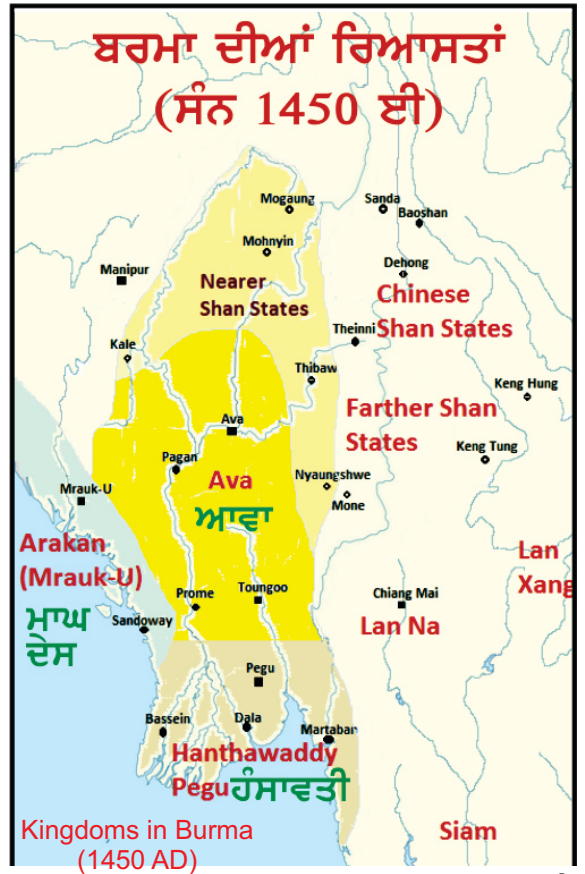 ਬਰਮਾ ਦੀਆਂ ਰਿਆਸਤਾਂ
(ਸੰਨ 1450 ਈ)
Mogaung
Sanda
Baoshan
Mohnyin
Dehong
Manipur
Nearer
Shan States
Chinese
Shan States
Theinni
Kale
Thibaw
Keng Hung
Farther Shan
States
Ava
Pagan
Keng Tung
Ava
ਆਵਾ
Nyaungshwe
Mone
Mrauk-U
Arakan
(Mrauk-U)
ਮਾਘ
ਦੇਸ
Lan
Xang
Prome
Toungoo
Chiang Mai
Sandoway
Lan Na
Pegu
Bassein
Dala
Martaban
Hanthawaddy
Pegu ਹੰਸਾਵਤੀ
Kingdoms in Burma
(1450 AD)
Siam